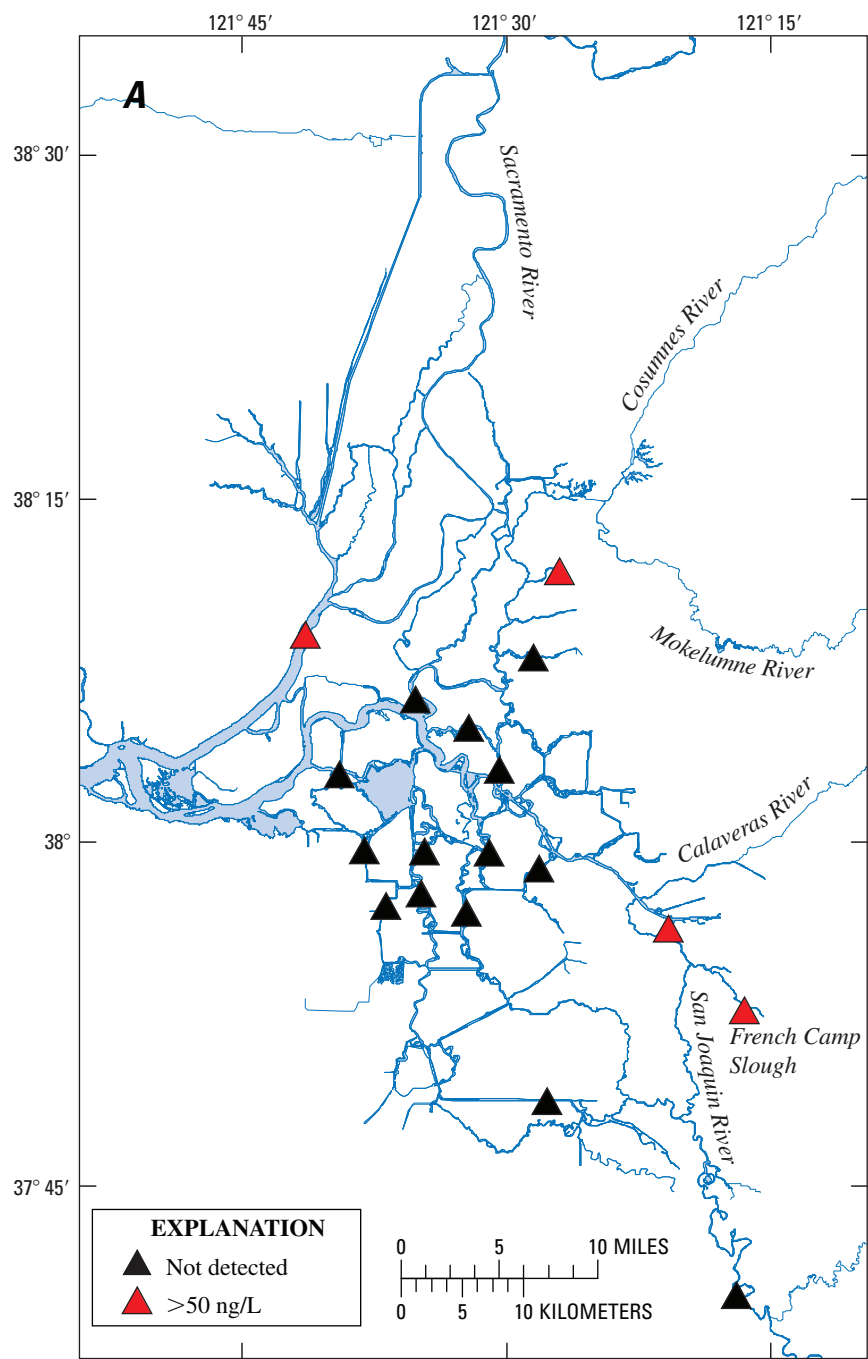 121° 45′ 121° 30′ 121° 15′
A
38° 30′
Sacramento River
Cosumnes River
38° 15′
Mokelumne River
38°
Calaveras River
San Joaquin River
French Camp
Slough
37° 45′
EXPLANATION
Not detected
>50 ng/L
0 5 10 MILES
0 5 10 KILOMETERS